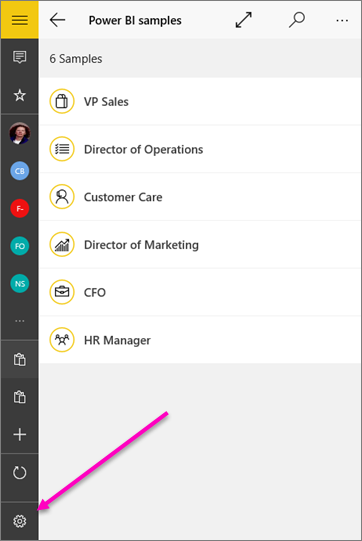 Power BI samples
6 Samples
VP Sales
Director of Operations
Customer Care
Director of Marketing
CFO
HR Manager
CB
F-
FO
NS